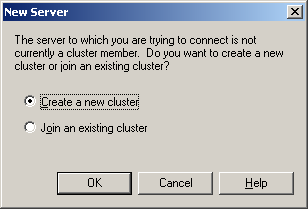 New Server
The server to which you are trying to connect is not
currently a cluster member. Do you want to create a new
cluster or join an existing cluster?
Create a new cluster
Join an existing cluster
OK Cancel Help